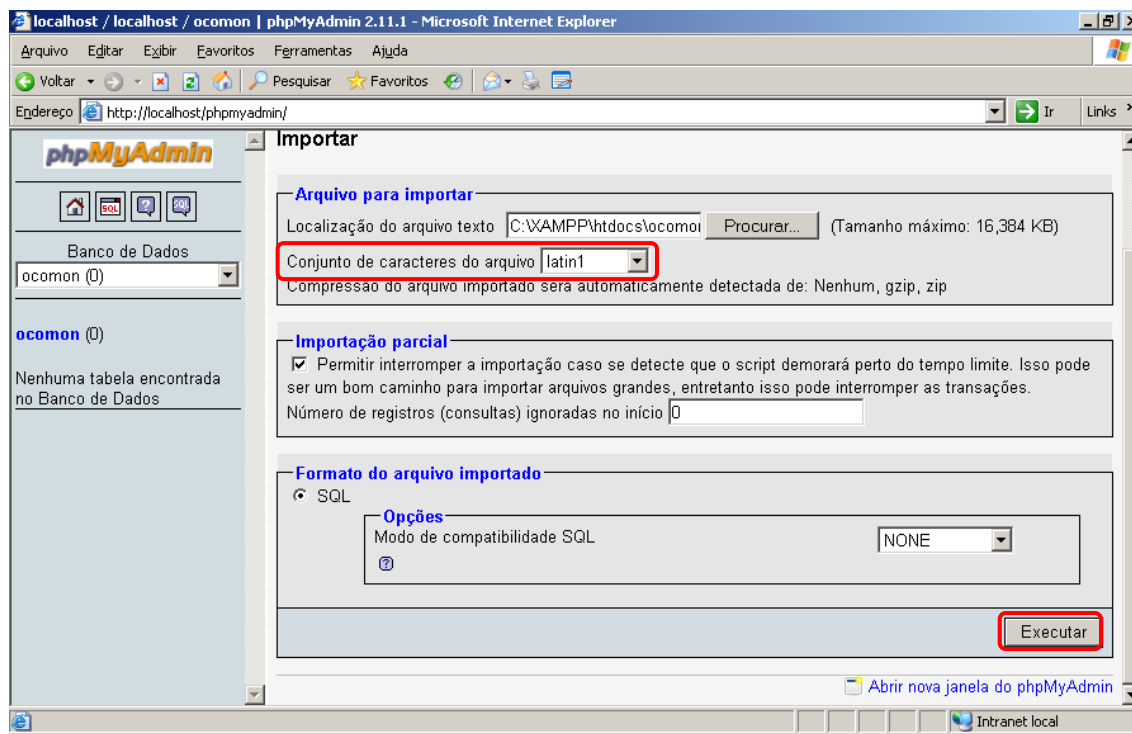 localhost / localhost / ocomon | phpMyAdmin 2.11.1 - Microsoft Internet Explorer
Arquivo Editar Exibir Favoritos Ferramentas Ajuda
Voltar Pesquisar Favoritos
Endereço http://localhost/phpmyadmin/ Ir Links
phpMyAdmin
SQL
SQL
Banco de Dados
ocomon (0)
ocomon (0)
Nenhuma tabela encontrada
no Banco de Dados
Importar
Arquivo para importar
Localização do arquivo texto C:\XAMPP\htdocs\ocomo Procurar... (Tamanho máximo: 16,384 KB)
Conjunto de caracteres do arquivo latin1
Compressão do arquivo importado será automaticamente detectada de: Nenhum, gzip, zip
Importação parcial
Permitir interromper a importação caso se detecte que o script demorará perto do tempo limite. Isso pode
ser um bom caminho para importar arquivos grandes, entretanto isso pode interromper as transações.
Número de registros (consultas) ignoradas no início 0
Formato do arquivo importado
SQL
Opções
Modo de compatibilidade SQL NONE
Executar
Abrir nova janela do phpMyAdmin
Intranet local